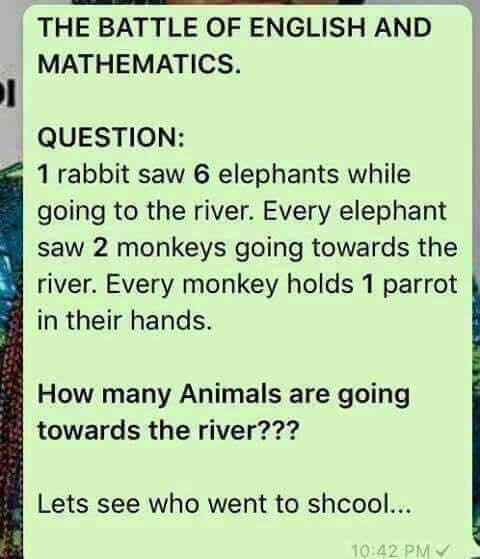 THE BATTLE OF ENGLISH AND
MATHEMATICS.
QUESTION:
1 rabbit saw 6 elephants while
going to the river. Every elephant
saw 2 monkeys going towards the
river. Every monkey holds 1 parrot
in their hands.
How many Animals are going
towards the river???
Lets see who went to shcool...
10:42 PM